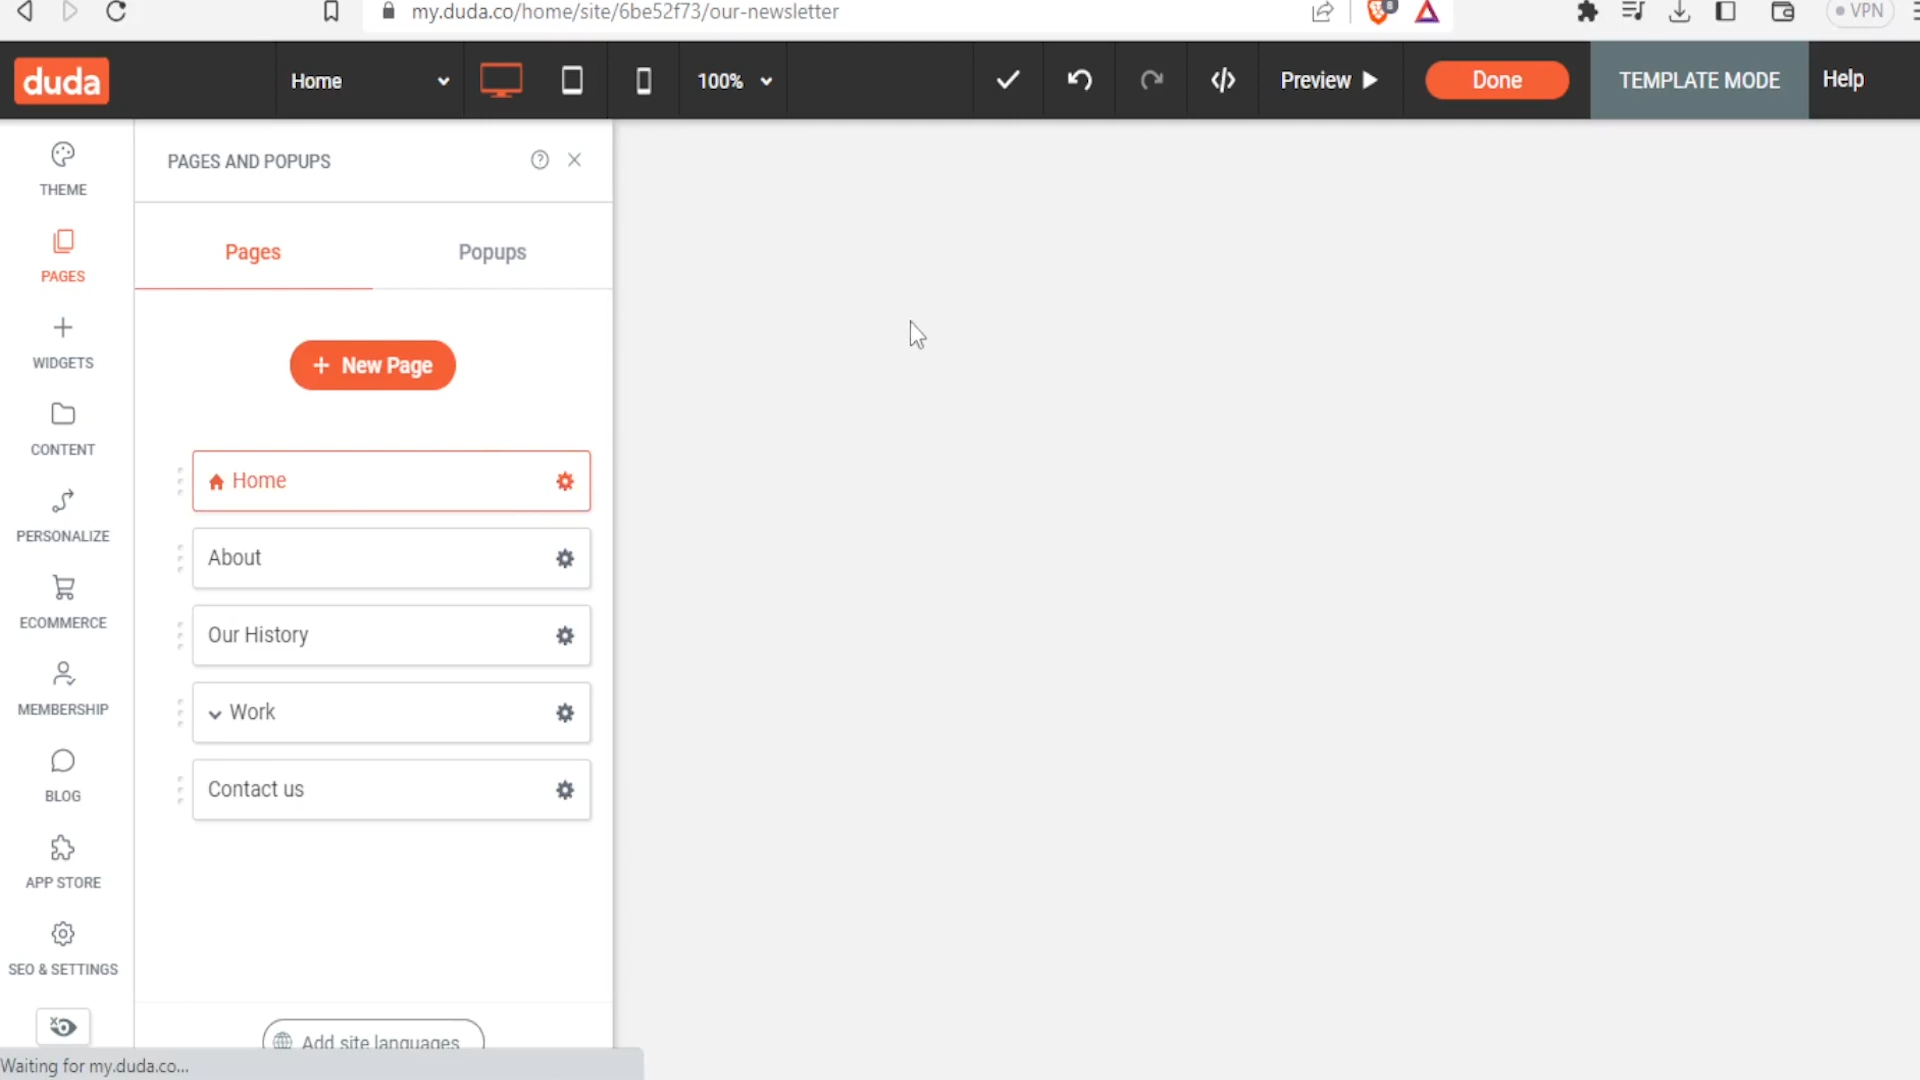 my.duda.co/home/site/6be52f73/our-newsletter
8
VPN
duda
Home
100%
Preview
Done
TEMPLATE MODE
Help
THEME
PAGES
WIDGETS
CONTENT
PERSONALIZE
ECOMMERCE
MEMBERSHIP
BLOG
APP STORE
SEO & SETTINGS
PAGES AND POPUPS
Pages
Popups
+ New Page
Home
About
Our History
Work
Contact us
Add site languages
Waiting for my.duda.co...